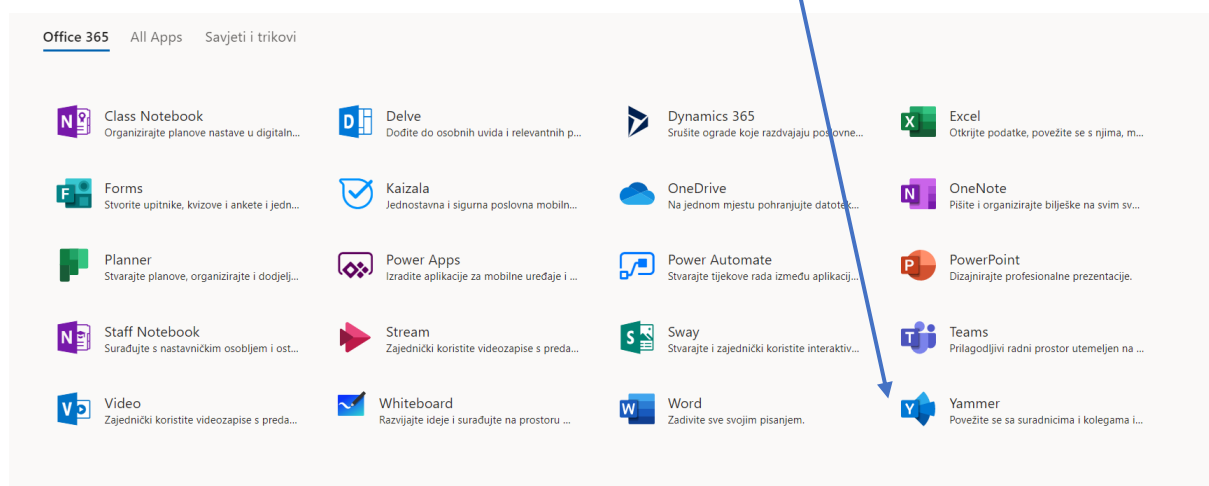 Office 365 All Apps Savjeti i trikovi
Class Notebook
Organizirajte planove nastave u digitaln...
Delve
Dođite do osobnih uvida i relevantnih p...
Dynamics 365
Srušite ograde koje razdvajaju poslovne...
Excel
Otkrijte podatke, povežite se s njima, m...
Forms
Stvorite upitnike, kvizove i ankete i jedn...
Kaizala
Jednostavna i sigurna poslovna mobiln...
OneDrive
Na jednom mjestu pohranjujte datotek...
OneNote
Pišite i organizirajte bilješke na svim sv...
Planner
Stvarajte planove, organizirajte i dodjelj...
Power Apps
Izradite aplikacije za mobilne uređaje i ...
Power Automate
Stvarajte tijekove rada između aplikacij...
PowerPoint
Dizajnirajte profesionalne prezentacije.
Staff Notebook
Surađujte s nastavničkim osobljem i ost...
Stream
Zajednički koristite videozapise s preda...
Sway
Stvarajte i zajednički koristite interaktiv...
Teams
Prilagodljivi radni prostor utemeljen na ...
Video
Zajednički koristite videozapise s preda...
Whiteboard
Razvijajte ideje i surađujte na prostoru ...
Word
Zadivite sve svojim pisanjem.
Yammer
Povežite se sa suradnicima i kolegama i...